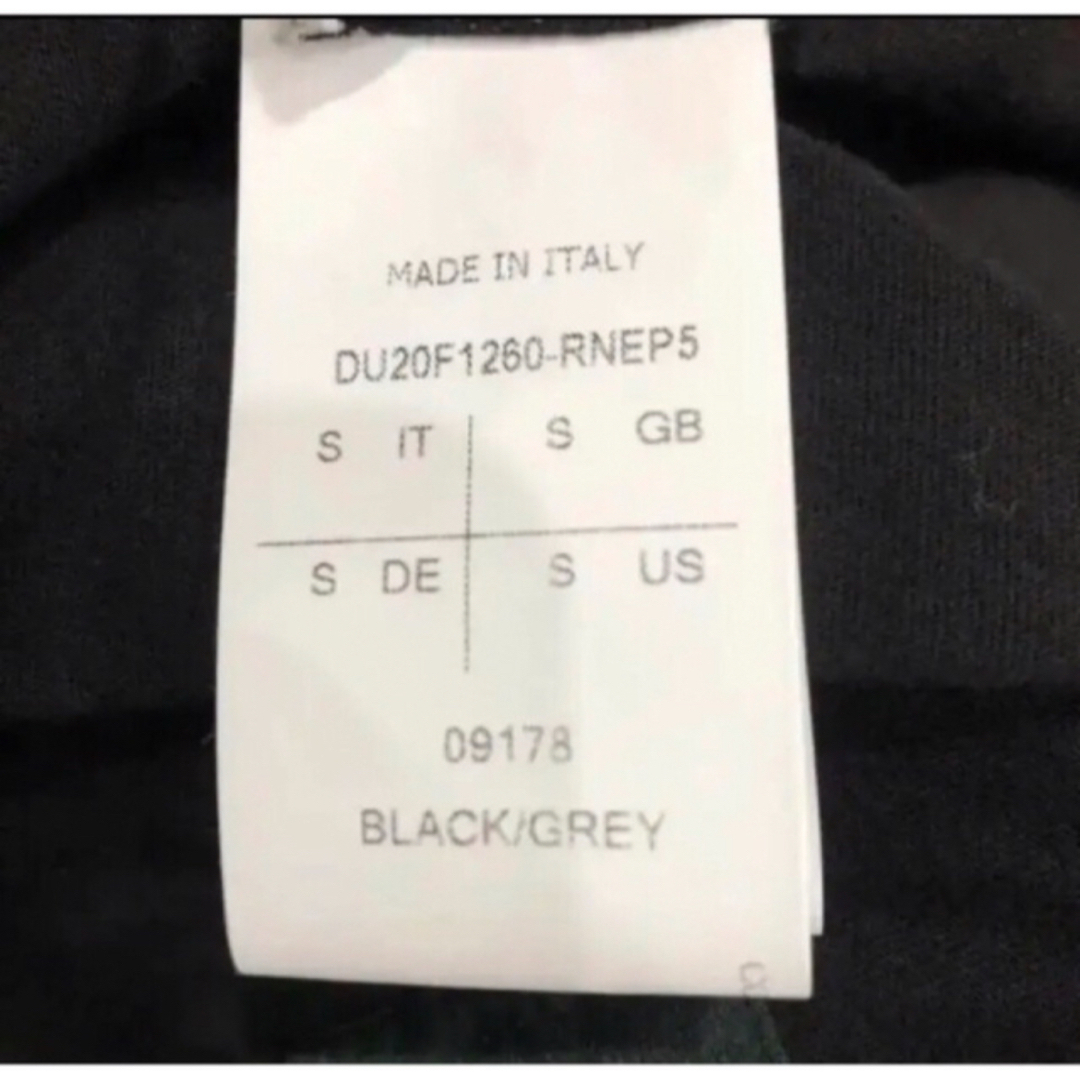 MADE IN ITALY
DU20F1260-RNEP5
S IT S GB
S DE S US
09178
BLACK/GREY